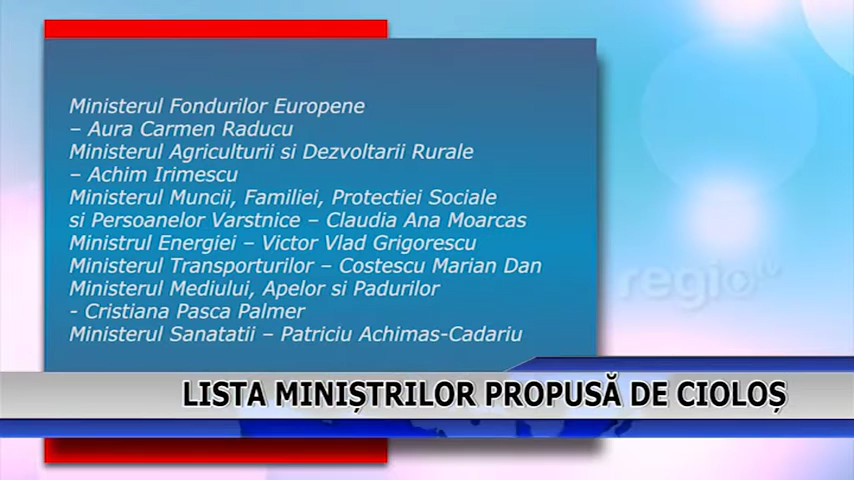 Ministerul Fondurilor Europene
– Aura Carmen Raducu
Ministerul Agriculturii si Dezvoltarii Rurale
– Achim Irimescu
Ministerul Muncii, Familiei, Protectiei Sociale
si Persoanelor Varstnice – Claudia Ana Moarcas
Ministrul Energiei – Victor Vlad Grigorescu
Ministerul Transporturilor – Costescu Marian Dan
Ministerul Mediului, Apelor si Padurilor
- Cristiana Pasca Palmer
Ministerul Sanatatii – Patriciu Achimas-Cadariu
regio.tv
LISTA MINIȘTRILOR PROPUSĂ DE CIOLOȘ